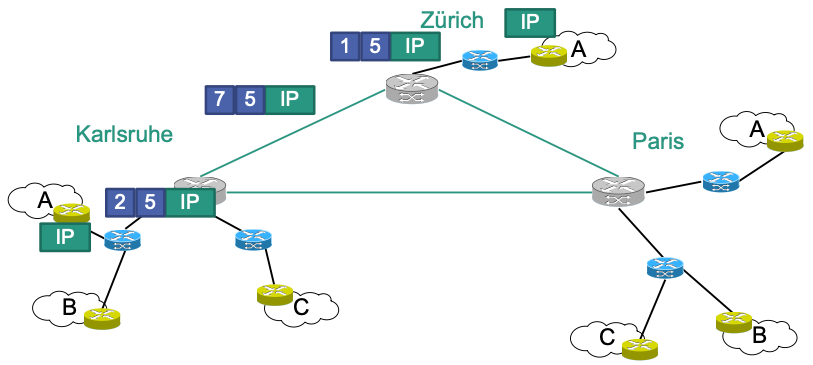 Zürich
IP
A
1 5 IP
7 5 IP
Karlsruhe
Paris
A
A
2 5 IP
IP
B
C
C
B